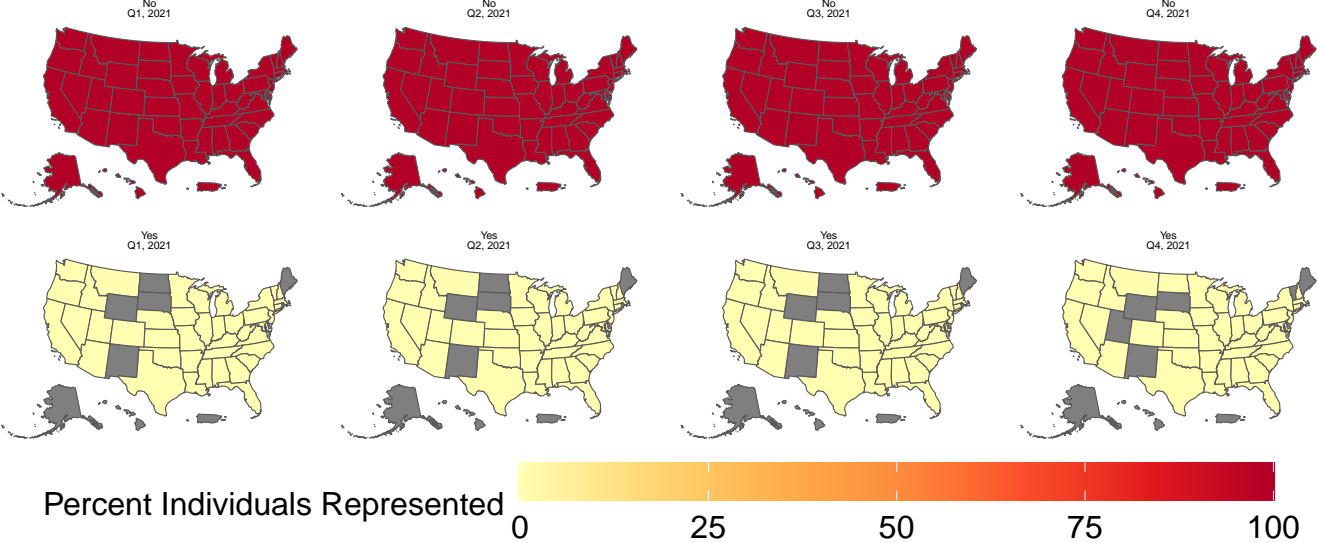 No
Q1, 2021
No
Q2, 2021
No
Q3, 2021
No
Q4, 2021
Yes
Q1, 2021
Yes
Q2, 2021
Yes
Q3, 2021
Yes
Q4, 2021
Percent Individuals Represented
0 25 50 75 100